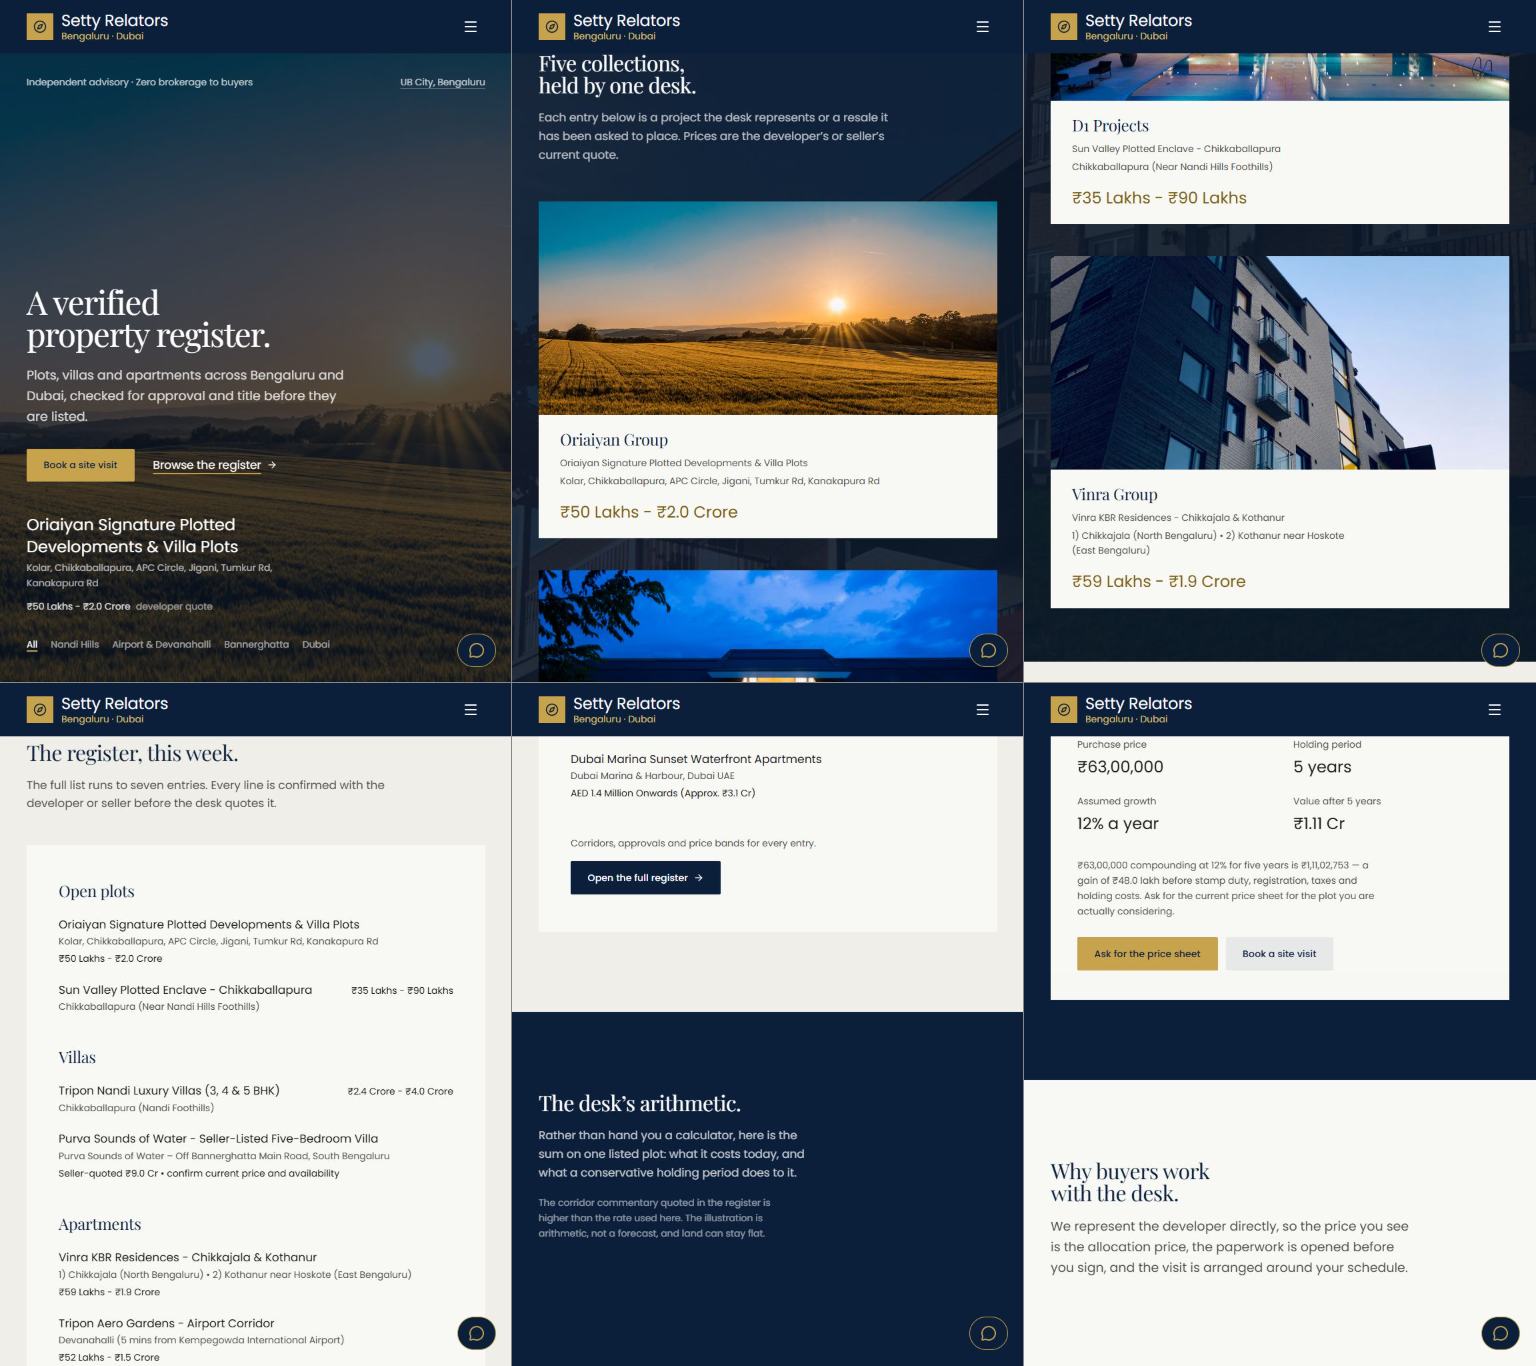 Setty Relators
Bengaluru · Dubai
Independent advisory · Zero brokerage to buyers
UB City, Bengaluru
A verified
property register.
Plots, villas and apartments across Bengaluru and
Dubai, checked for approval and title before they
are listed.
Book a site visit
Browse the register →
Oriaiyan Signature Plotted
Developments & Villa Plots
Kolar, Chikkaballapura, APC Circle, Jigani, Tumkur Rd,
Kanakapura Rd
₹50 Lakhs - ₹2.0 Crore developer quote
All Nandi Hills Airport & Devanahalli Bannerghatta Dubai
Setty Relators
Bengaluru · Dubai
Five collections,
held by one desk.
Each entry below is a project the desk represents or a resale it
has been asked to place. Prices are the developer's or seller's
current quote.
Oriaiyan Group
Oriaiyan Signature Plotted Developments & Villa Plots
Kolar, Chikkaballapura, APC Circle, Jigani, Tumkur Rd, Kanakapura Rd
₹50 Lakhs - ₹2.0 Crore
Setty Relators
Bengaluru · Dubai
D1 Projects
Sun Valley Plotted Enclave - Chikkaballapura
Chikkaballapura (Near Nandi Hills Foothills)
₹35 Lakhs - ₹90 Lakhs
Vinra Group
Vinra KBR Residences - Chikkajala & Kothanur
1) Chikkajala (North Bengaluru) • 2) Kothanur near Hoskote
(East Bengaluru)
₹59 Lakhs - ₹1.9 Crore
Setty Relators
Bengaluru · Dubai
The register, this week.
The full list runs to seven entries. Every line is confirmed with the
developer or seller before the desk quotes it.
Open plots
Oriaiyan Signature Plotted Developments & Villa Plots
Kolar, Chikkaballapura, APC Circle, Jigani, Tumkur Rd, Kanakapura Rd
₹50 Lakhs - ₹2.0 Crore
Sun Valley Plotted Enclave - Chikkaballapura
₹35 Lakhs - ₹90 Lakhs
Chikkaballapura (Near Nandi Hills Foothills)
Villas
Tripon Nandi Luxury Villas (3, 4 & 5 BHK)
₹2.4 Crore - ₹4.0 Crore
Chikkaballapura (Nandi Foothills)
Purva Sounds of Water - Seller-Listed Five-Bedroom Villa
Purva Sounds of Water – Off Bannerghatta Main Road, South Bengaluru
Seller-quoted ₹9.0 Cr • confirm current price and availability
Apartments
Vinra KBR Residences - Chikkajala & Kothanur
1) Chikkajala (North Bengaluru) • 2) Kothanur near Hoskote (East Bengaluru)
₹59 Lakhs - ₹1.9 Crore
Tripon Aero Gardens - Airport Corridor
Devanahalli (5 mins from Kempegowda International Airport)
₹52 Lakhs - ₹1.5 Crore
Setty Relators
Bengaluru · Dubai
Dubai Marina Sunset Waterfront Apartments
Dubai Marina & Harbour, Dubai UAE
AED 1.4 Million Onwards (Approx. ₹3.1 Cr)
Corridors, approvals and price bands for every entry.
Open the full register →
The desk's arithmetic.
Rather than hand you a calculator, here is the
sum on one listed plot: what it costs today, and
what a conservative holding period does to it.
The corridor commentary quoted in the register is
higher than the rate used here. The illustration is
arithmetic, not a forecast, and land can stay flat.
Setty Relators
Bengaluru · Dubai
Purchase price
Holding period
₹63,00,000
5 years
Assumed growth
Value after 5 years
12% a year
₹1.11 Cr
₹63,00,000 compounding at 12% for five years is ₹1,11,02,753 — a
gain of ₹48.0 lakh before stamp duty, registration, taxes and
holding costs. Ask for the current price sheet for the plot you are
actually considering.
Ask for the price sheet
Book a site visit
Why buyers work
with the desk.
We represent the developer directly, so the price you see
is the allocation price, the paperwork is opened before
you sign, and the visit is arranged around your schedule.